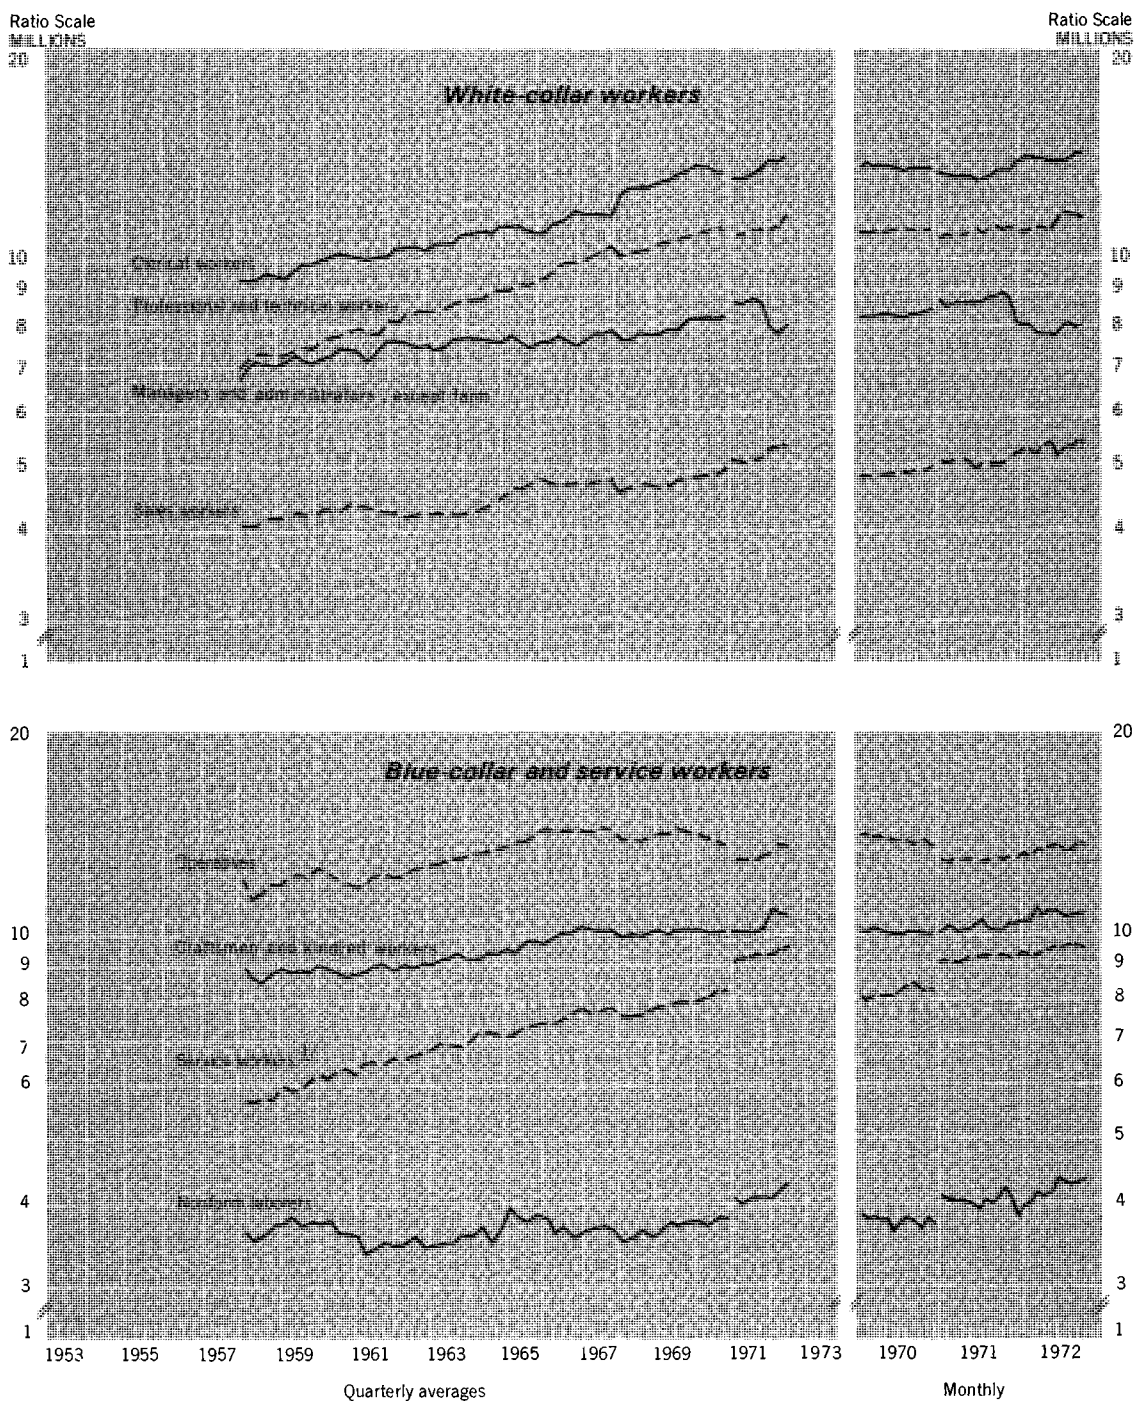 Ratio Scale
MILLIONS
Ratio Scale
MILLIONS
20
20
White-collar workers
10
10
Clerical workers
9
9
Professional and technical workers
8
8
7
7
Managers and administrators, except farm
6
6
5
5
Sales workers
4
4
3
3
1
1
20
20
Blue-collar and service workers
Operatives
10
10
Craftsmen and kindred workers
9
9
8
8
7
7
Service workers 1/
6
6
5
4
4
Nonfarm laborers
3
3
1
1
1953 1955 1957 1959 1961 1963 1965 1967 1969 1971 1973
1970 1971 1972
Quarterly averages
Monthly